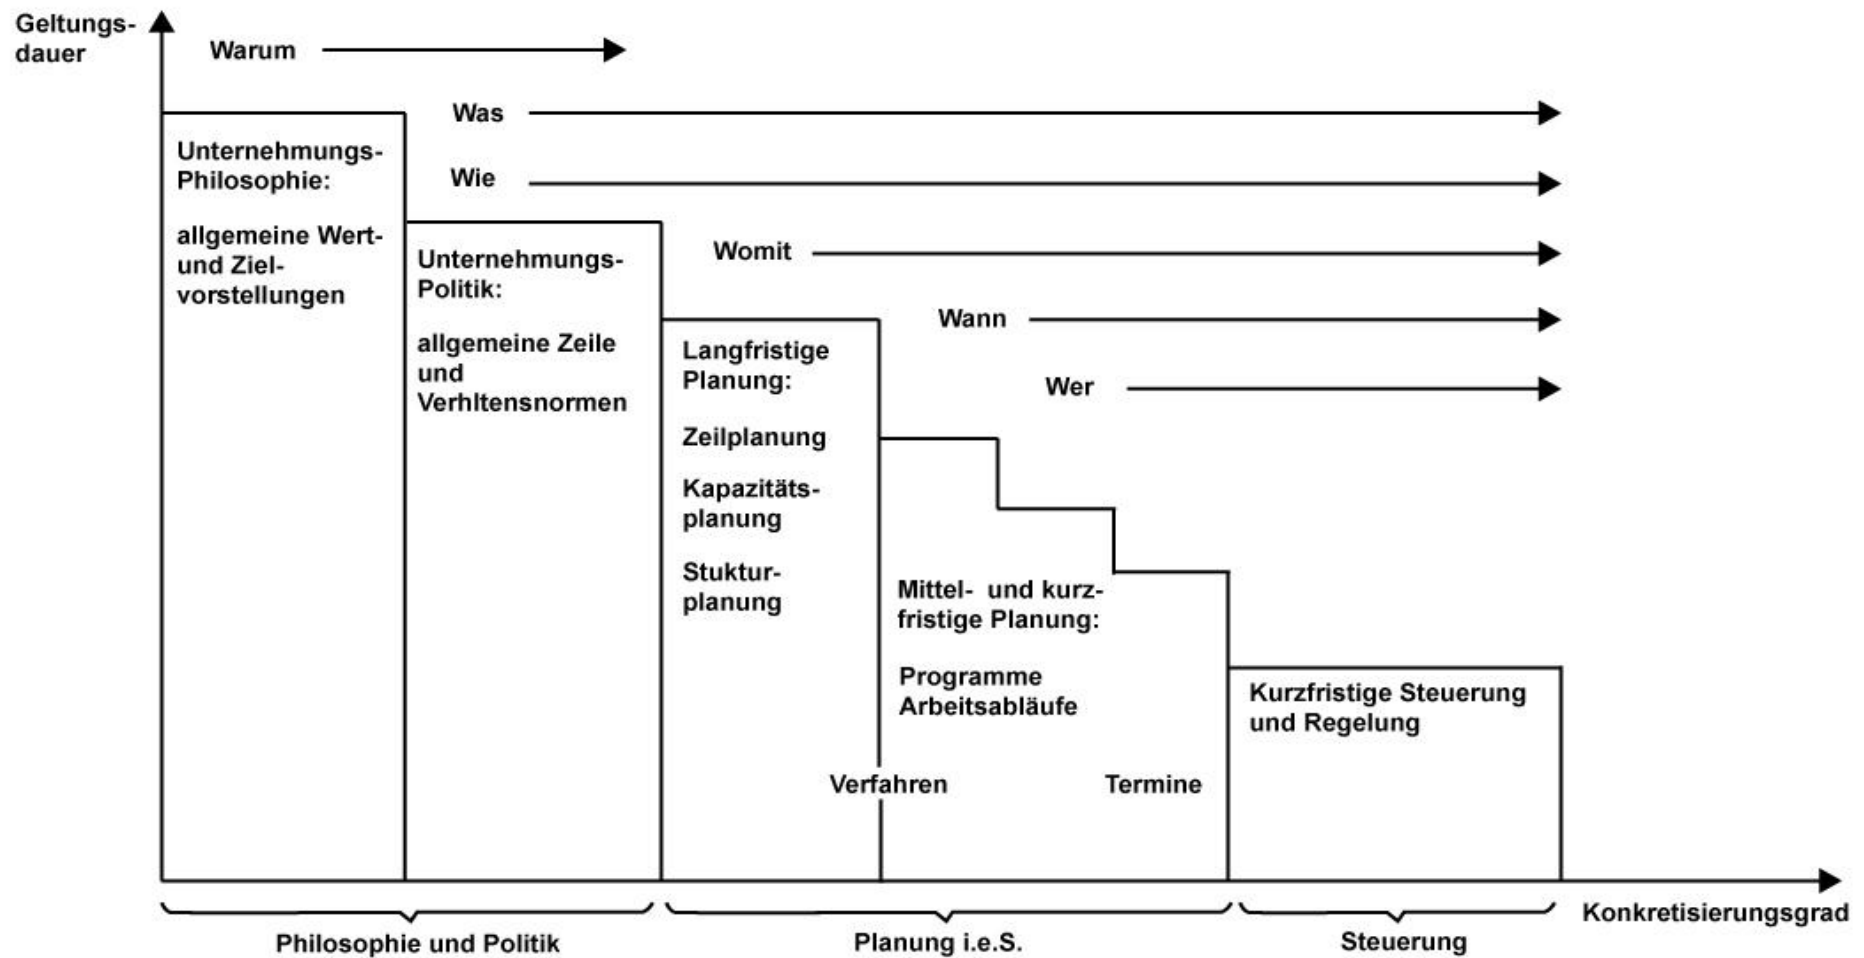 Geltungs-
dauer
Warum
Was
Unternehmungs-
Philosophie:
Wie
allgemeine Wert-
und Ziel-
vorstellungen
Womit
Unternehmungs-
Politik:
Wann
allgemeine Zeile
und
Verhltensnormen
Langfristige
Planung:
Wer
Zeilplanung
Kapazitäts-
planung
Stuktur-
planung
Mittel- und kurz-
fristige Planung:
Programme
Arbeitsabläufe
Verfahren
Termine
Kurzfristige Steuerung
und Regelung
Konkretisierungsgrad
Philosophie und Politik
Planung i.e.S.
Steuerung